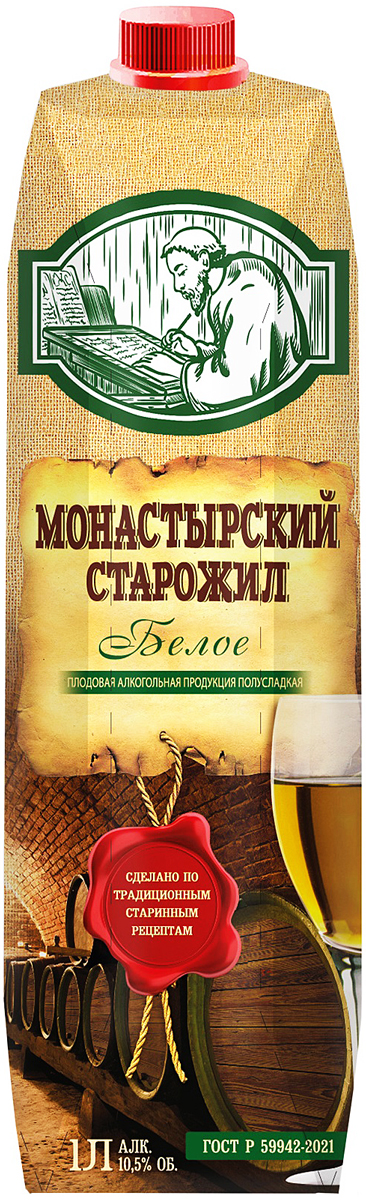 МОНАСТЫРСКИЙ
СТАРОЖИЛ
Белое
ПЛОДОВАЯ АЛКОГОЛЬНАЯ ПРОДУКЦИЯ ПОЛУСЛАДКАЯ
СДЕЛАНО ПО
ТРАДИЦИОННЫМ
СТАРИННЫМ
РЕЦЕПТАМ
1Л АЛК.
10,5% ОБ.
ГОСТ Р 59942-2021